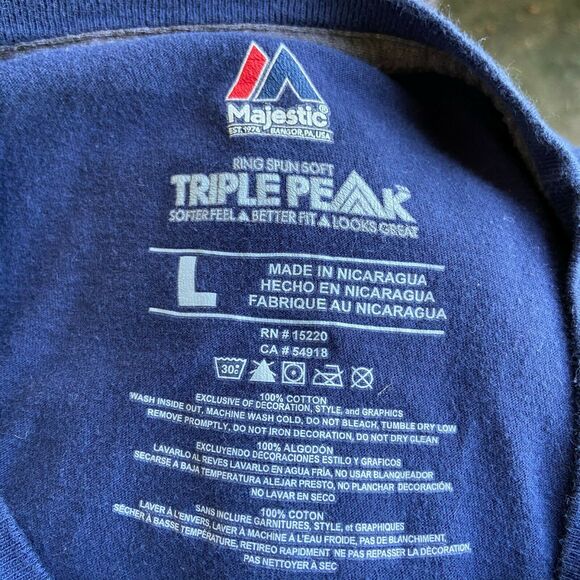 Majestic®
EST. 1976 BANGOR, PA, USA
RING SPUN SOFT
TRIPLE PEAK™
SOFTER FEEL ▲ BETTER FIT ▲ LOOKS GREAT
L
MADE IN NICARAGUA
HECHO EN NICARAGUA
FABRIQUE AU NICARAGUA
RN # 15220
CA # 54918
30°
100% COTTON
EXCLUSIVE OF DECORATION, STYLE, and GRAPHICS
WASH INSIDE OUT, MACHINE WASH COLD, DO NOT BLEACH, TUMBLE DRY LOW
REMOVE PROMPTLY, DO NOT IRON DECORATION, DO NOT DRY CLEAN
100% ALGODÓN
EXCLUYENDO DECORACIONES ESTILO Y GRAFICOS
LAVARLO AL REVES LAVARLO EN AGUA FRÍA, NO USAR BLANQUEADOR
SECARSE A BAJA TEMPERATURA ALEJAR PRESTO, NO PLANCHAR DECORACIÓN,
NO LAVAR EN SECO
100% COTON
SANS INCLURE GARNITURES, STYLE, et GRAPHIQUES
LAVER À L'ENVERS, LAVER À MACHINE À L'EAU FROIDE, PAS DE BLANCHIMENT,
SÉCHER À BASSE TEMPÉRATURE, RETIREO RAPIDEMENT NE PAS REPASSER LA DÉCORATION,
PAS NETTOYER À SEC